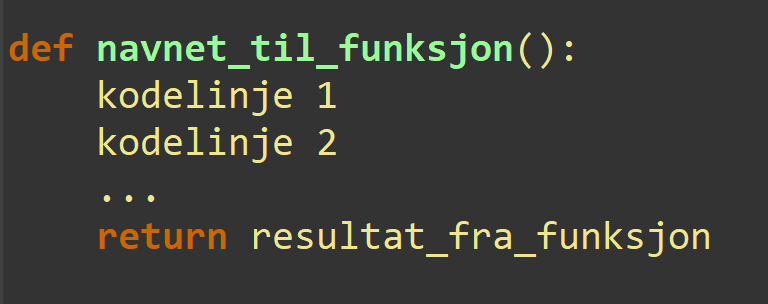 def navnet_til_funksjon():
    kodelinje 1
    kodelinje 2
    ...
    return resultat_fra_funksjon